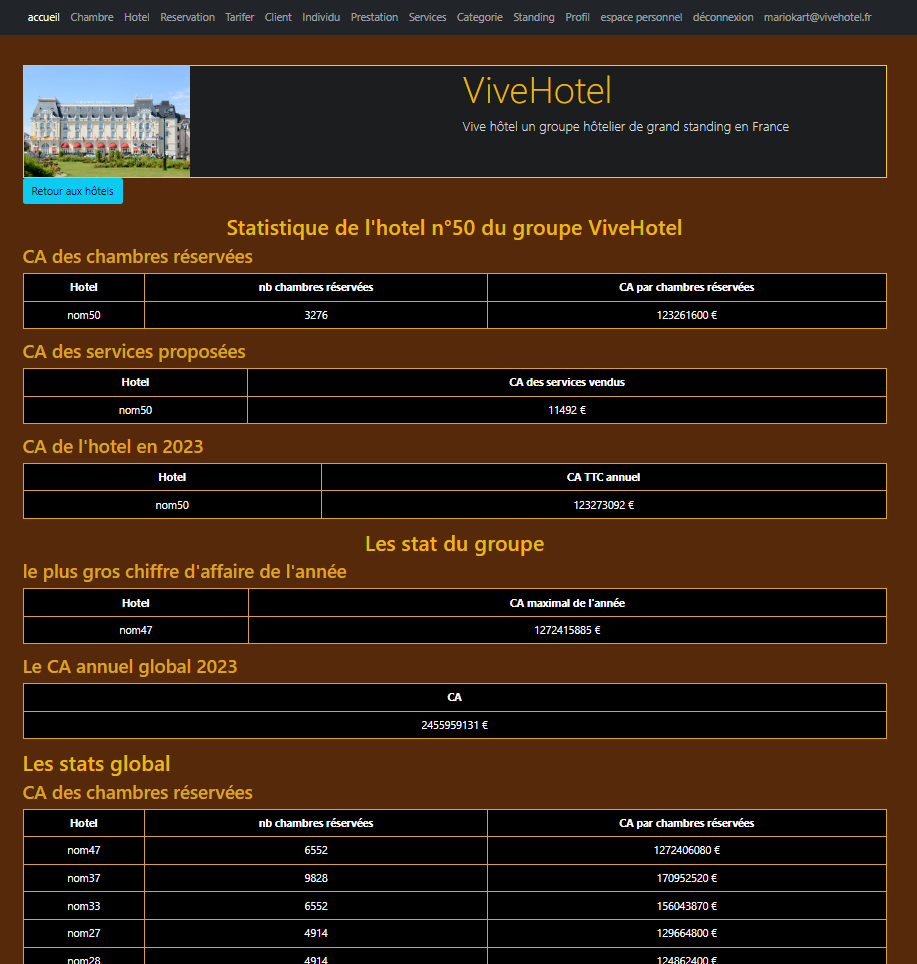 accueil Chambre Hotel Reservation Tarifer Client Individu Prestation Services Categorie Standing Profil espace personnel déconnexion mariokart@vivehotel.fr
ViveHotel
Vive hôtel un groupe hôtelier de grand standing en France
Retour aux hôtels
Statistique de l'hotel n°50 du groupe ViveHotel
CA des chambres réservées
Hotel nb chambres réservées CA par chambres réservées
nom50 3276 123261600 €
CA des services proposées
Hotel CA des services vendus
nom50 11492 €
CA de l'hotel en 2023
Hotel CA TTC annuel
nom50 123273092 €
Les stat du groupe
le plus gros chiffre d'affaire de l'année
Hotel CA maximal de l'année
nom47 1272415885 €
Le CA annuel global 2023
CA
2455959131 €
Les stats global
CA des chambres réservées
Hotel nb chambres réservées CA par chambres réservées
nom47 6552 1272406080 €
nom37 9828 170952520 €
nom33 6552 156043870 €
nom27 4914 129664800 €
nom28 4914 124862400 €